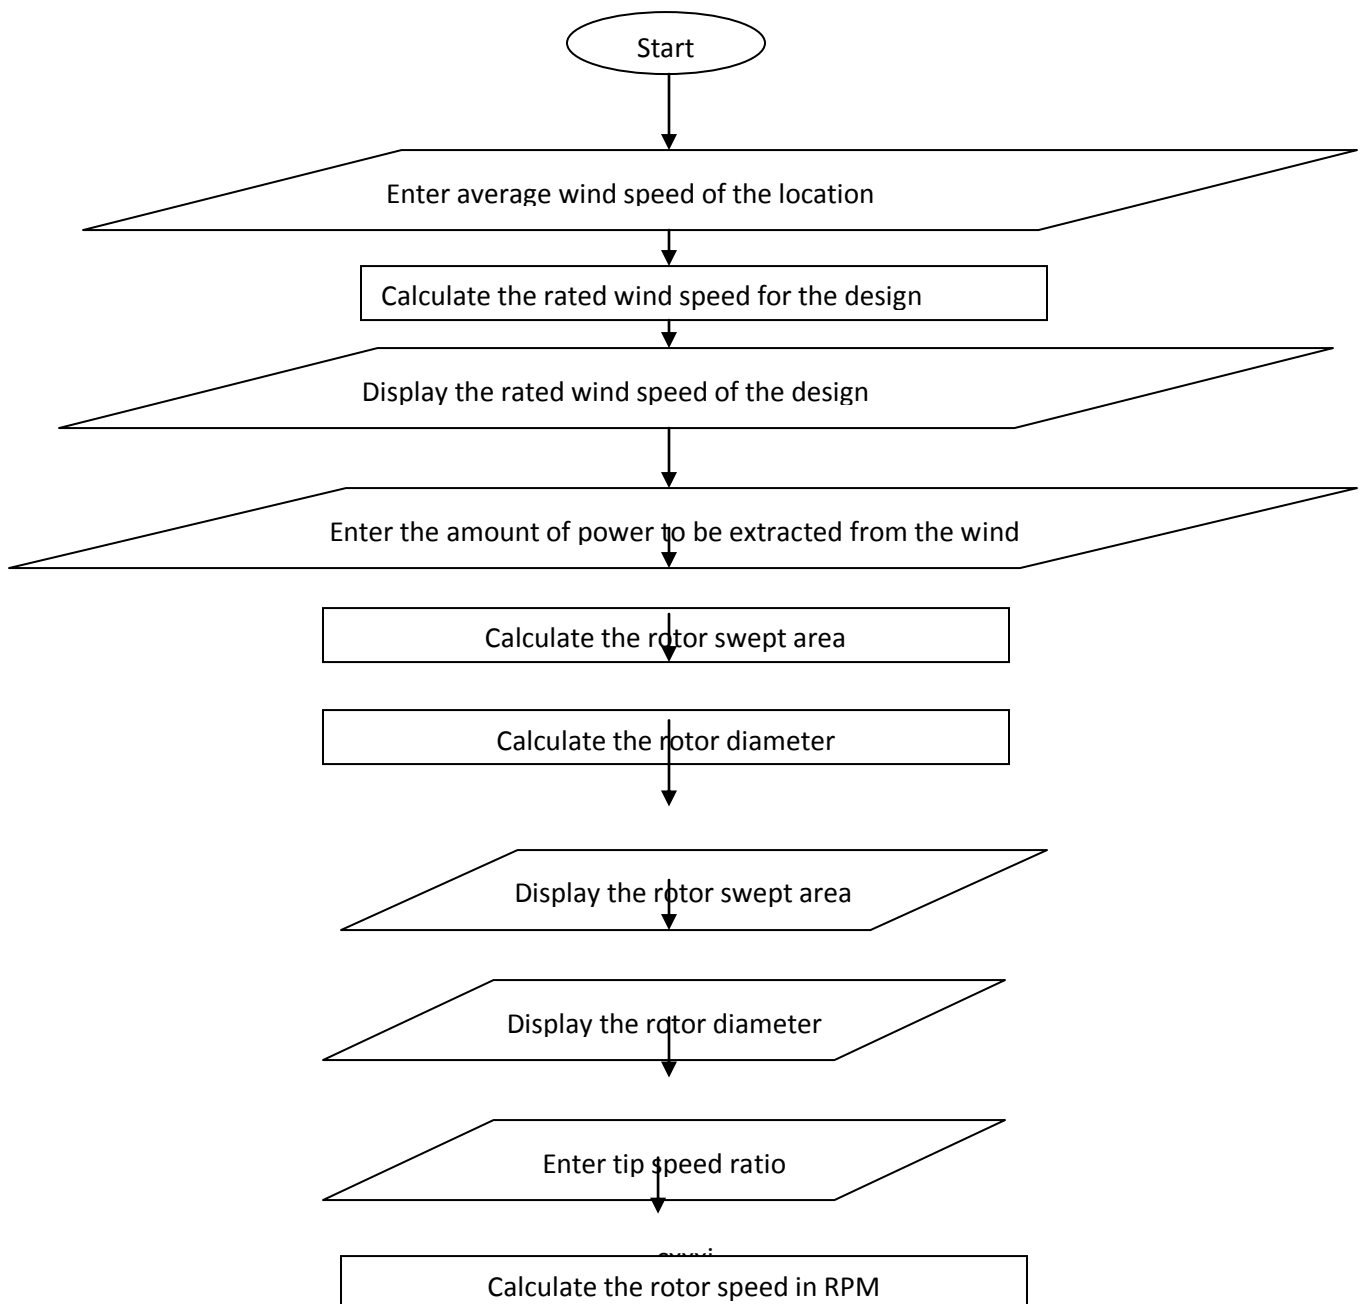 Start
Enter average wind speed of the location
Calculate the rated wind speed for the design
Display the rated wind speed of the design
Enter the amount of power to be extracted from the wind
Calculate the rotor swept area
Calculate the rotor diameter
Display the rotor swept area
Display the rotor diameter
Enter tip speed ratio
Calculate the rotor speed in RPM